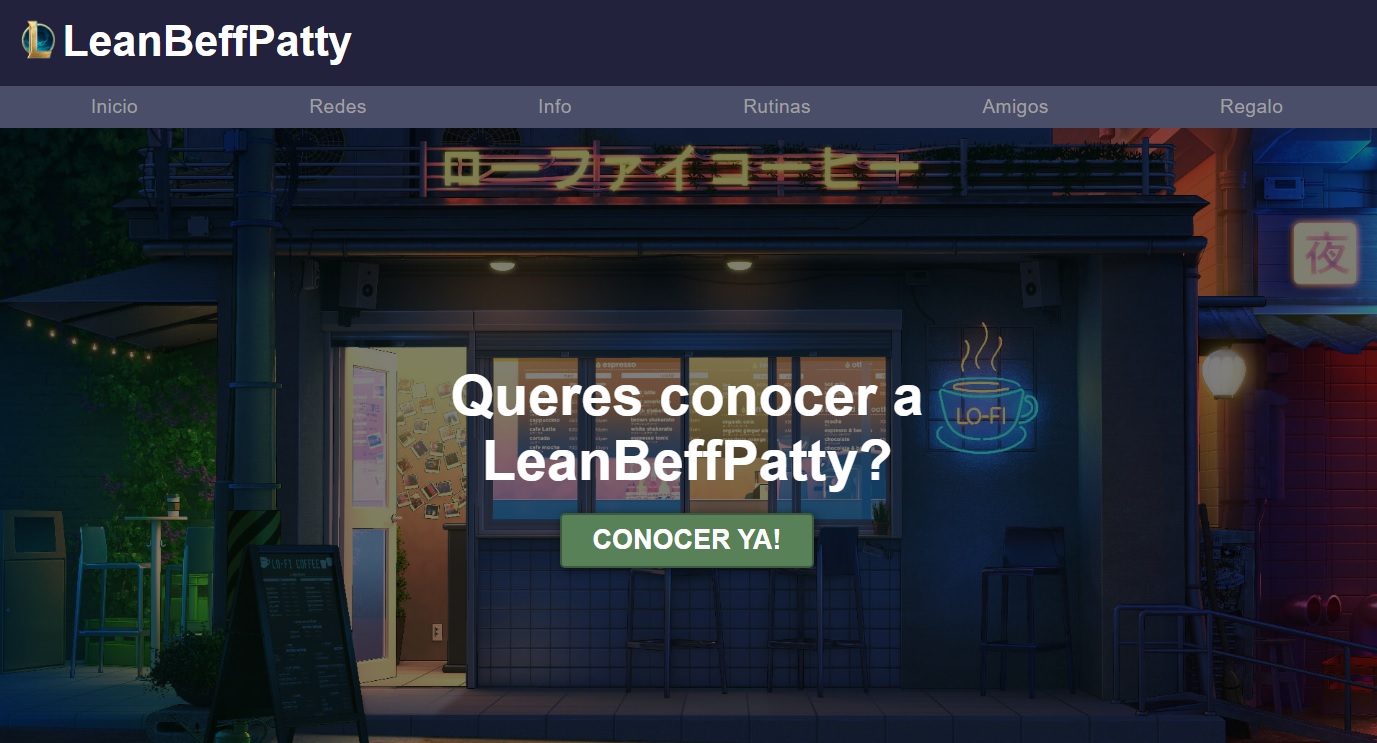 LeanBeffPatty
Inicio
Redes
Info
Rutinas
Amigos
Regalo
ローファイコーヒー
夜
espresso
Queres conocer a
LO-FI
LeanBeffPatty?
CONOCER YA!
LO-FI COFFEE